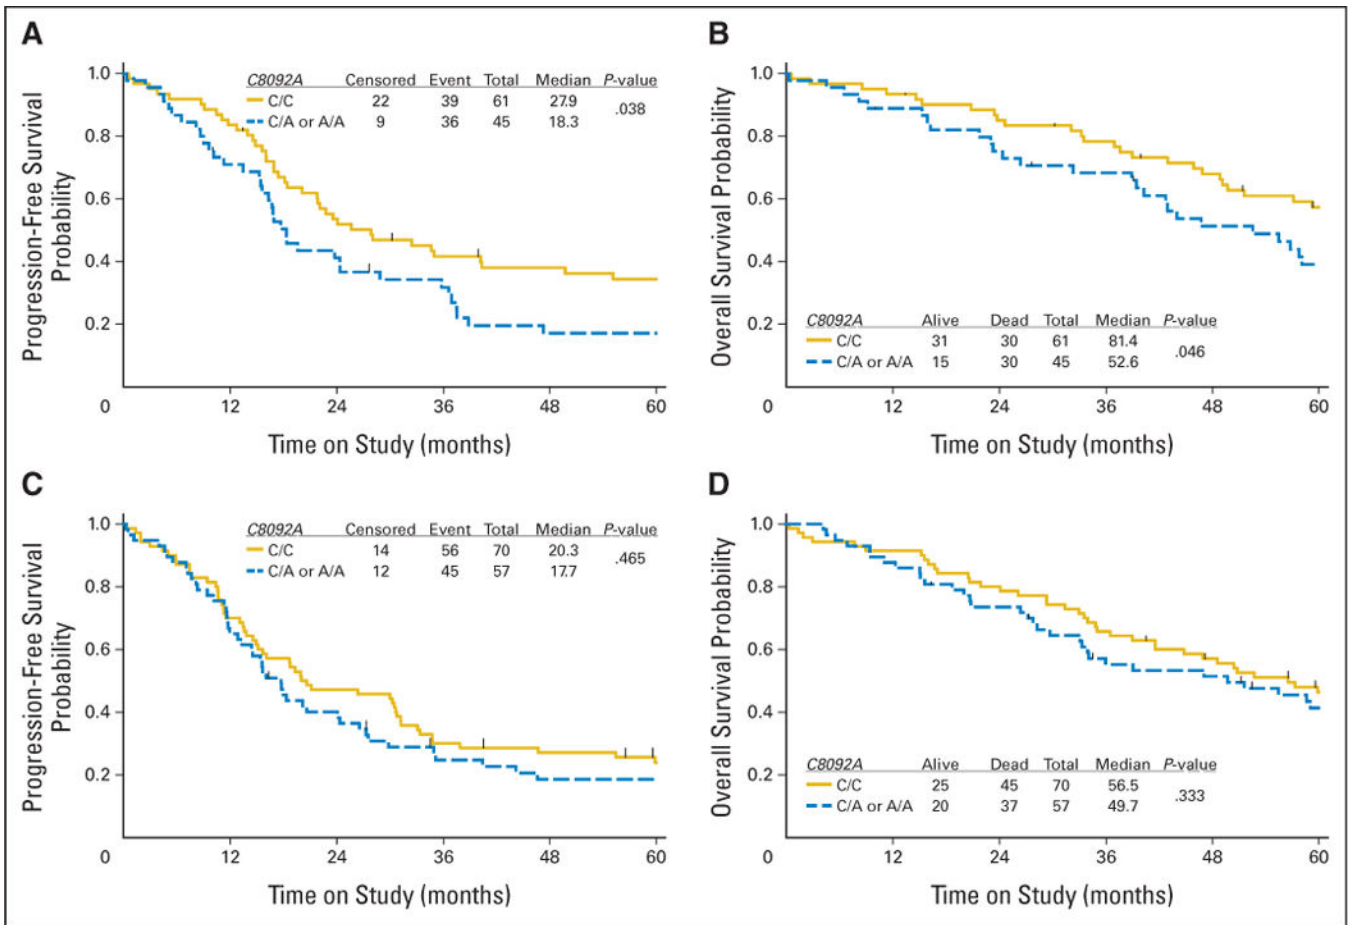 A
Progression-Free Survival
Probability
1.0
0.8
0.6
0.4
0.2
0
12
24
36
48
60
Time on Study (months)
C8092A Censored Event Total Median P-value
C/C 22 39 61 27.9
.038
C/A or A/A 9 36 45 18.3
B
Overall Survival Probability
1.0
0.8
0.6
0.4
0.2
0
12
24
36
48
60
Time on Study (months)
C8092A Alive Dead Total Median P-value
C/C 31 30 61 81.4
.046
C/A or A/A 15 30 45 52.6
C
Progression-Free Survival
Probability
1.0
0.8
0.6
0.4
0.2
0
12
24
36
48
60
Time on Study (months)
C8092A Censored Event Total Median P-value
C/C 14 56 70 20.3
.465
C/A or A/A 12 45 57 17.7
D
Overall Survival Probability
1.0
0.8
0.6
0.4
0.2
0
12
24
36
48
60
Time on Study (months)
C8092A Alive Dead Total Median P-value
C/C 25 45 70 56.5
.333
C/A or A/A 20 37 57 49.7